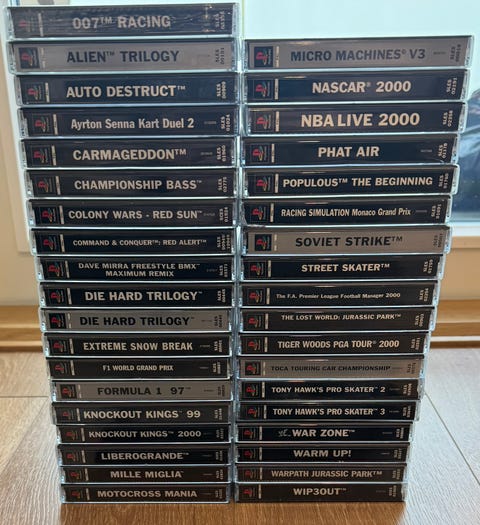 007™ RACING
ALIEN™ TRILOGY
AUTO DESTRUCT™
Ayrton Senna Kart Duel 2
CARMAGEDDON™
CHAMPIONSHIP BASS™
COLONY WARS - RED SUN™
COMMAND & CONQUER™: RED ALERT™
DAVE MIRRA FREESTYLE BMX™
MAXIMUM REMIX
DIE HARD TRILOGY™
DIE HARD TRILOGY™
EXTREME SNOW BREAK
F1 WORLD GRAND PRIX
FORMULA 1 97™
KNOCKOUT KINGS™ 99
KNOCKOUT KINGS™ 2000
LIBEROGRANDE™
MILLE MIGLIA™
MOTOCROSS MANIA
MICRO MACHINES® V3
NASCAR® 2000
NBA LIVE 2000
PHAT AIR
POPULOUS™ THE BEGINNING
RACING SIMULATION Monaco Grand Prix
SOVIET STRIKE™
STREET SKATER™
The F.A. Premier League Football Manager 2000
THE LOST WORLD: JURASSIC PARK™
TIGER WOODS PGA TOUR® 2000
TOCA TOURING CAR CHAMPIONSHIP
TONY HAWK'S PRO SKATER™ 2
TONY HAWK'S PRO SKATER™ 3
WAR ZONE™
WARM UP!
WARPATH JURASSIC PARK™
WIP3OUT™